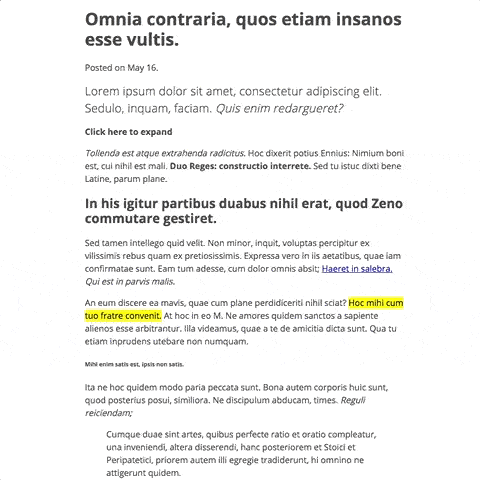 Omnia contraria, quos etiam insanos
esse vultis.
Posted on May 16.
Lorem ipsum dolor sit amet, consectetur adipiscing elit.
Sedulo, inquam, faciam. Quis enim redargueret?
Click here to expand
Tollenda est atque extrahenda radicitus. Hoc dixerit potius Ennius: Nimium boni
est, cui nihil est mali. Duo Reges: constructio interrete. Sed tu istuc dixti bene
Latine, parum plane.
In his igitur partibus duabus nihil erat, quod Zeno
commutare gestiret.
Sed tamen intellego quid velit. Non minor, inquit, voluptas percipitur ex
vilissimis rebus quam ex pretiosissimis. Expressa vero in iis aetatibus, quae iam
confirmatae sunt. Eam tum adesse, cum dolor omnis absit; Haeret in salebra.
Qui est in parvis malis.
An eum discere ea mavis, quae cum plane perdidiceriti nihil sciat? Hoc mihi cum
tuo fratre convenit. At hoc in eo M. Ne amores quidem sanctos a sapiente
alienos esse arbitrantur. Illa videamus, quae a te de amicitia dicta sunt. Qua tu
etiam inprudens utebare non numquam.
Mihi enim satis est, ipsis non satis.
Ita ne hoc quidem modo paria peccata sunt. Bona autem corporis huic sunt,
quod posterius posui, similiora. Ne discipulum abducam, times. Reguli
reiciendam;
Cumque duae sint artes, quibus perfecte ratio et oratio compleatur,
una inveniendi, altera disserendi, hanc posteriorem et Stoici et
Peripatetici, priorem autem illi egregie tradiderunt, hi omnino ne
attigerunt quidem.